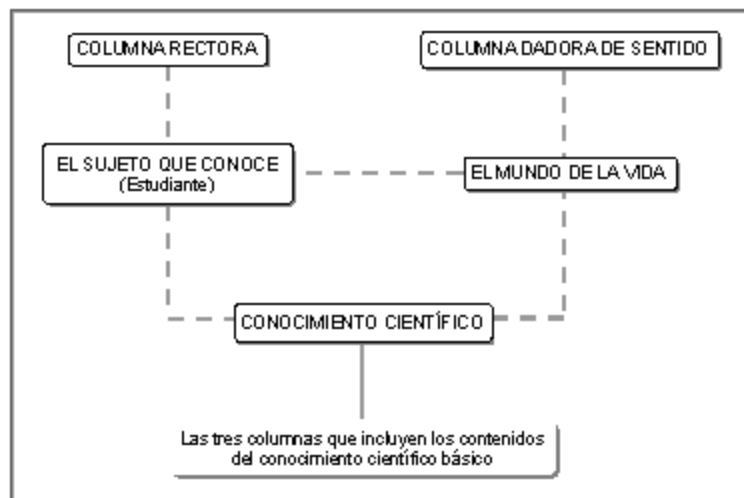 COLUMNA RECTORA
COLUMNA DADORA DE SENTIDO
EL SUJETO QUE CONOCE
(Estudiante)
EL MUNDO DE LA VIDA
CONOCIMIENTO CIENTÍFICO
Las tres columnas que incluyen los contenidos
del conocimiento científico básico